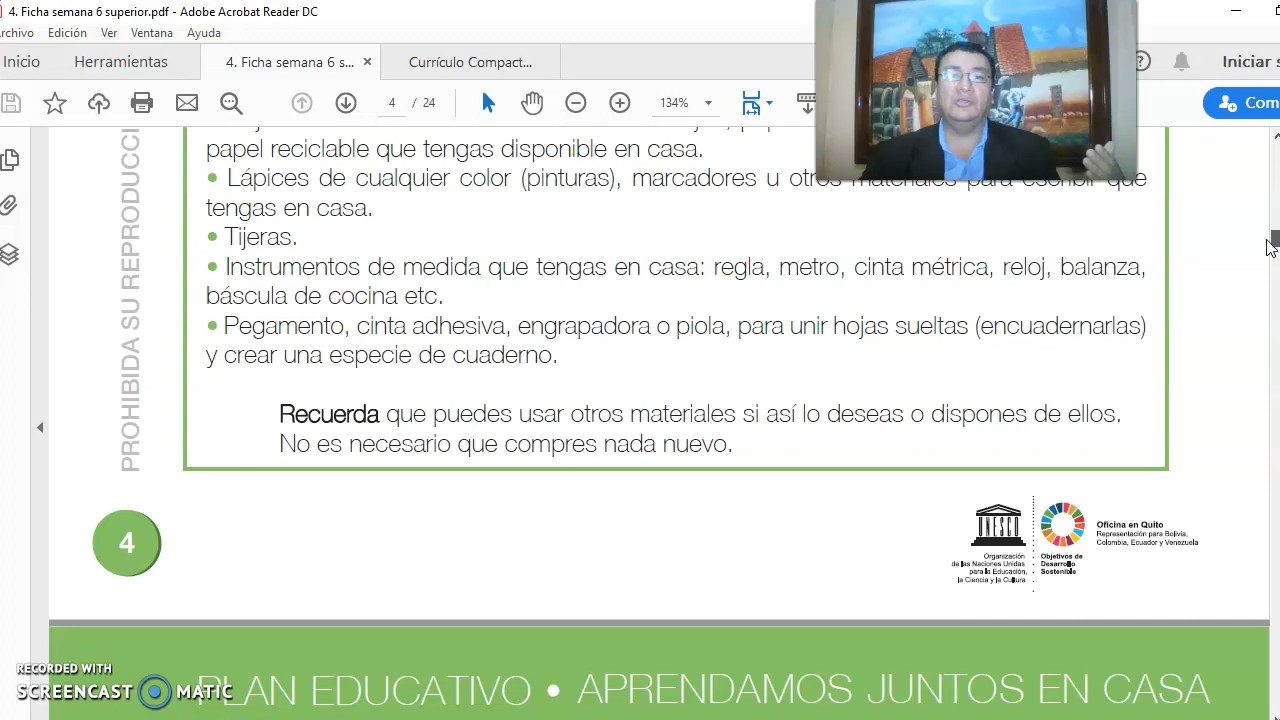 4. Ficha semana 6 superior.pdf - Adobe Acrobat Reader DC
Archivo Edición Ver Ventana Ayuda
Inicio Herramientas 4. Ficha semana 6 s... × Currículo Compact... Iniciar s
4 / 24 134% Com
papel reciclable que tengas disponible en casa.
• Lápices de cualquier color (pinturas), marcadores u otros materiales para escribir que
tengas en casa.
• Tijeras.
• Instrumentos de medida que tengas en casa: regla, metro, cinta métrica, reloj, balanza,
báscula de cocina etc.
• Pegamento, cinta adhesiva, engrapadora o piola, para unir hojas sueltas (encuadernarlas)
y crear una especie de cuaderno.
Recuerda que puedes usar otros materiales si así lo deseas o dispones de ellos.
No es necesario que compres nada nuevo.
PROHIBIDA SU REPRODUCCI
4
UNESCO
Organización
de las Naciones Unidas
para la Educación,
la Ciencia y la Cultura
Objetivos de
Desarrollo
Sostenible
Oficina en Quito
Representación para Bolivia,
Colombia, Ecuador y Venezuela
PLAN EDUCATIVO • APRENDAMOS JUNTOS EN CASA
RECORDED WITH
SCREENCAST MATIC